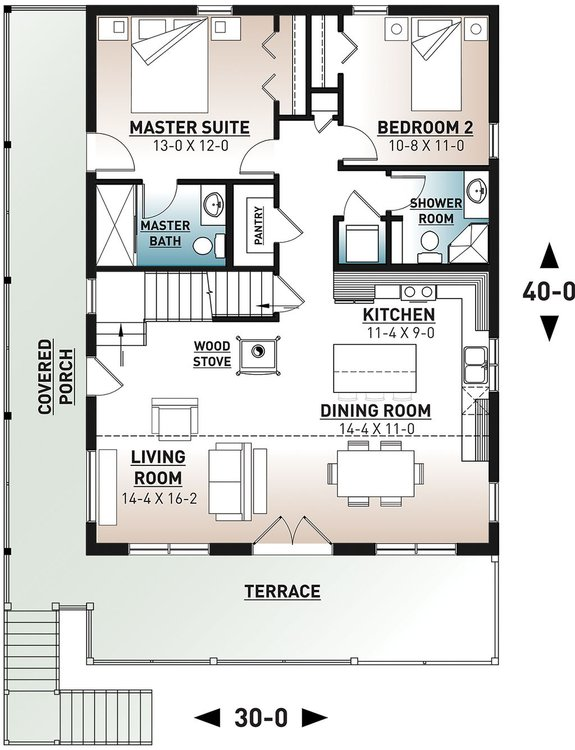 MASTER SUITE
13-0 X 12-0
BEDROOM 2
10-8 X 11-0
MASTER
BATH
PANTRY
SHOWER
ROOM
40-0
KITCHEN
11-4 X 9-0
WOOD
STOVE
COVERED
PORCH
DINING ROOM
14-4 X 11-0
LIVING
ROOM
14-4 X 16-2
TERRACE
30-0